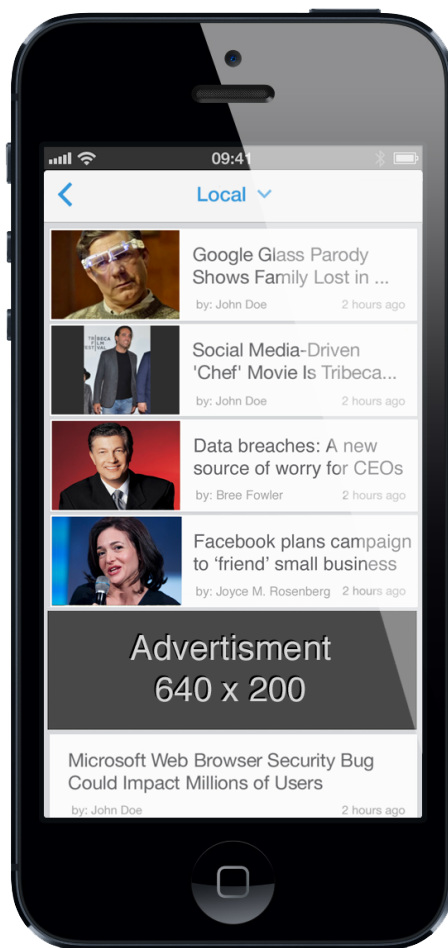 09:41
Local
Google Glass Parody
Shows Family Lost in ...
by: John Doe 2 hours ago
TRIBECA
FILM
FESTIVAL
Social Media-Driven
'Chef' Movie Is Tribeca...
by: John Doe 2 hours ago
Data breaches: A new
source of worry for CEOs
by: Bree Fowler 2 hours ago
Facebook plans campaign
to ‘friend’ small business
by: Joyce M. Rosenberg 2 hours ago
Advertisment
640 x 200
Microsoft Web Browser Security Bug
Could Impact Millions of Users
by: John Doe 2 hours ago